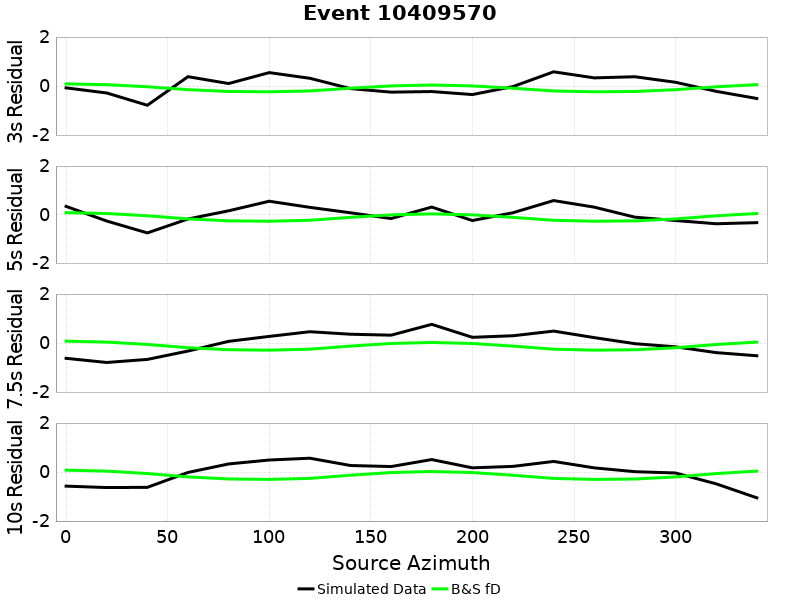 Event 10409570
3s Residual
2
0
-2
5s Residual
2
0
-2
7.5s Residual
2
0
-2
10s Residual
2
0
-2
0 50 100 150 200 250 300
Source Azimuth
Simulated Data B&S fD